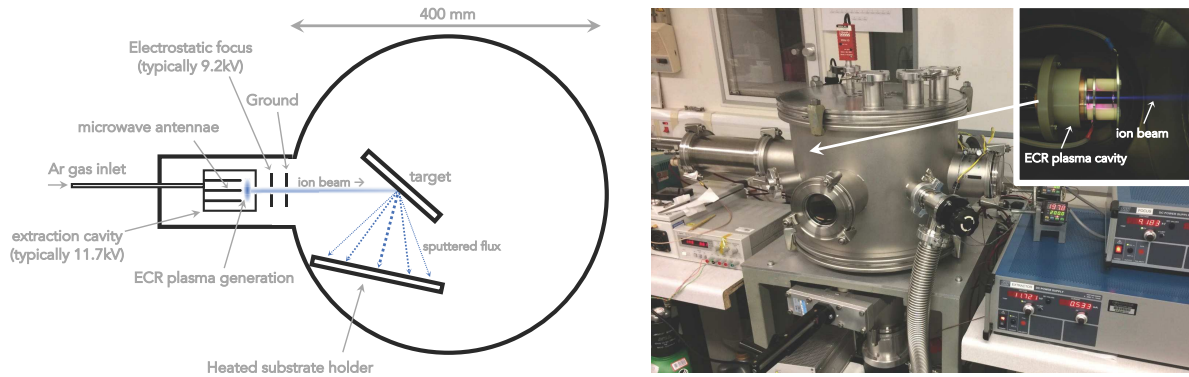 400 mm
Electrostatic focus
(typically 9.2kV)
Ground
microwave antennae
Ar gas inlet
ion beam →
target
extraction cavity
(typically 11.7kV)
ECR plasma generation
sputtered flux
Heated substrate holder
ion beam
ECR plasma cavity